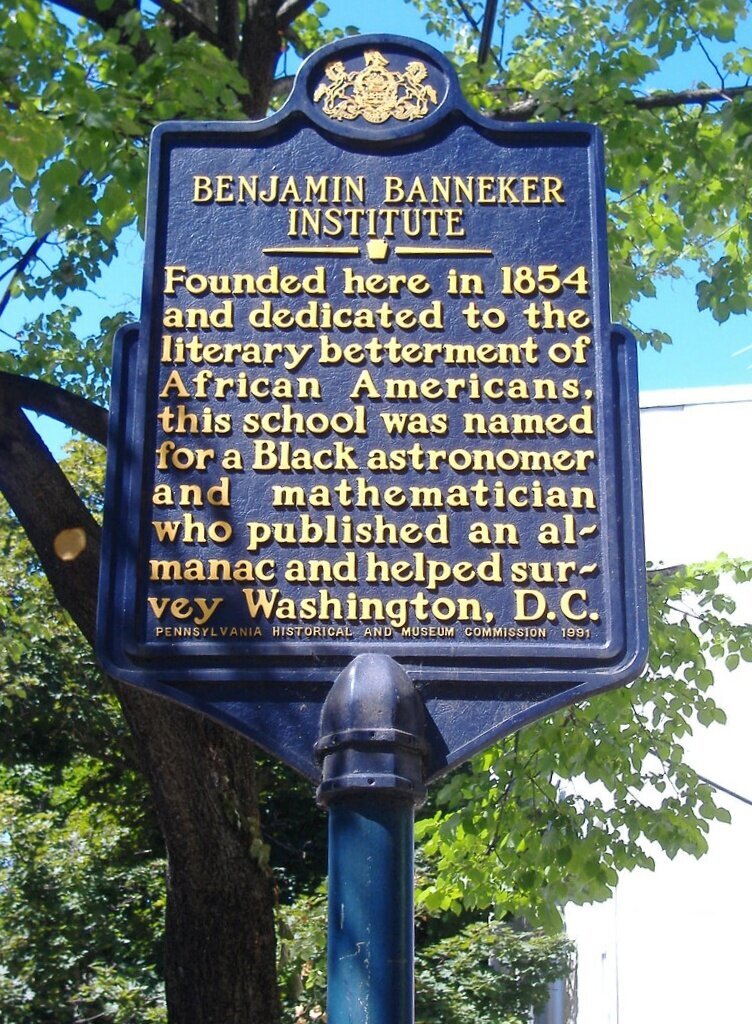 BENJAMIN BANNEKER
INSTITUTE
Founded here in 1854
and dedicated to the
literary betterment of
African Americans,
this school was named
for a Black astronomer
and mathematician
who published an al-
manac and helped sur-
vey Washington, D.C.
PENNSYLVANIA HISTORICAL AND MUSEUM COMMISSION 1991